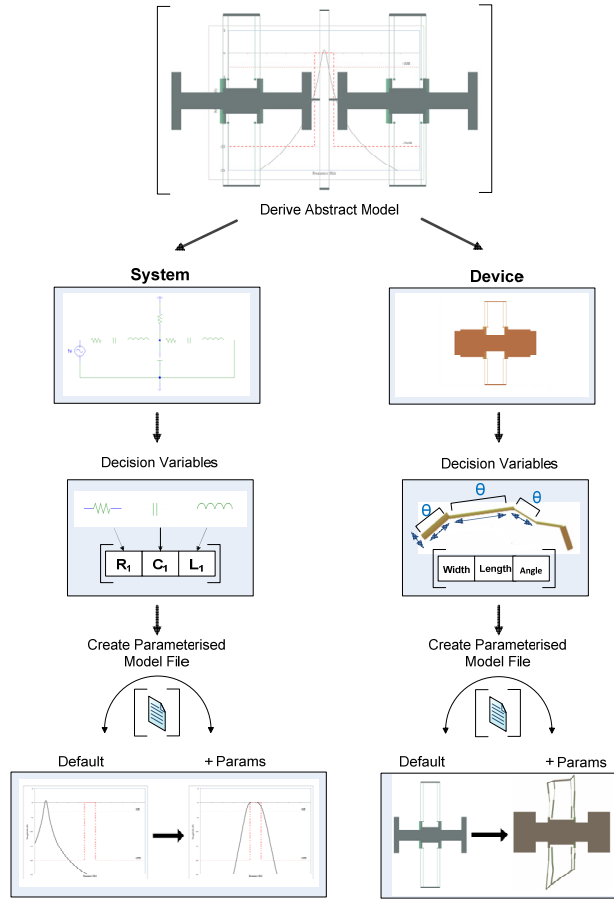 Derive Abstract Model
System
Device
Decision Variables
Decision Variables
θ
θ
θ
R1
C1
L1
Width
Length
Angle
Create Parameterised
Model File
Create Parameterised
Model File
Default
+ Params
Default
+ Params